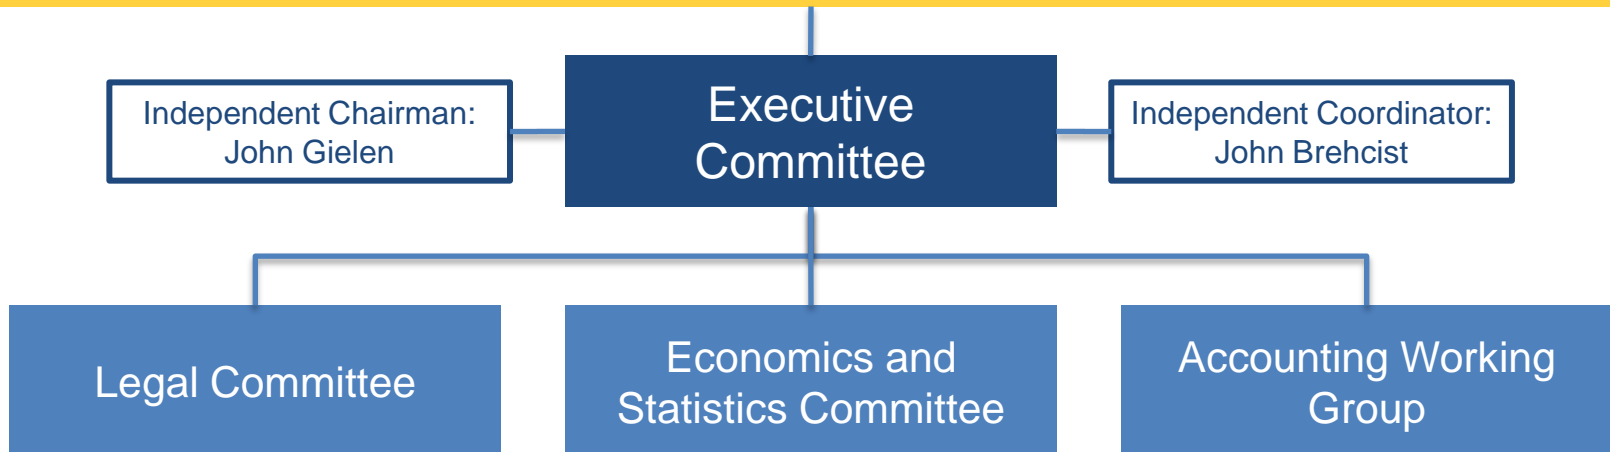 Executive
Committee
Independent Chairman:
John Gielen
Independent Coordinator:
John Brehcist
Legal Committee
Economics and
Statistics Committee
Accounting Working
Group